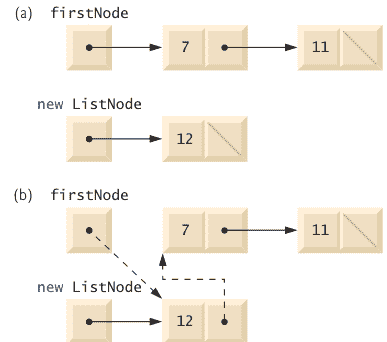 (a) firstNode
7 11
new ListNode
12
(b) firstNode
7 11
new ListNode
12